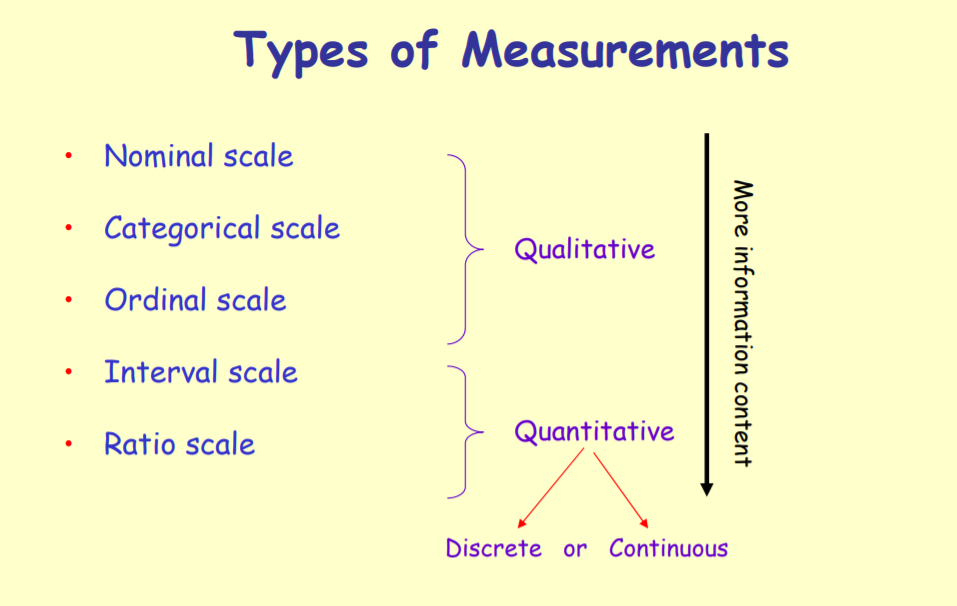 Types of Measurements
• Nominal scale
• Categorical scale
• Ordinal scale
• Interval scale
• Ratio scale
Qualitative
Quantitative
Discrete or Continuous
More information content